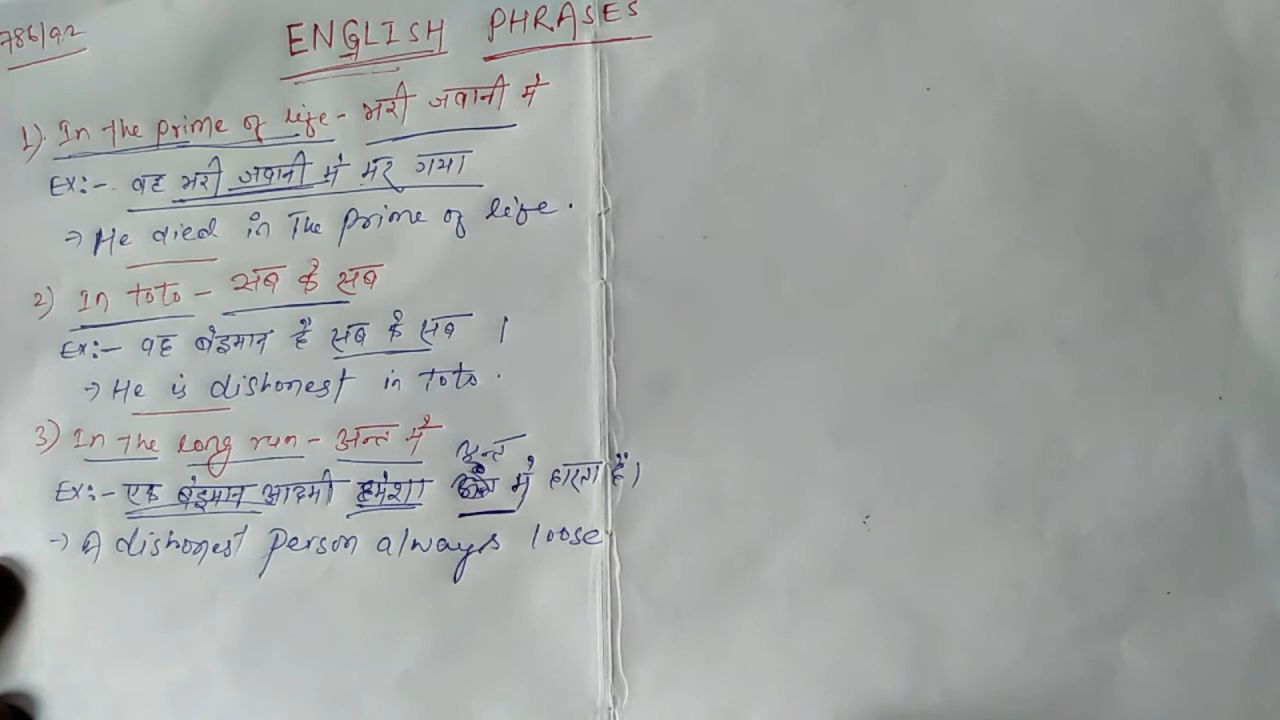 786/92
ENGLISH PHRASES
1) In the prime of life - भरी जवानी में
Ex:- वह भरी जवानी में मर गया
→ He died in The prime of life.
2) In toto - सब के सब
Ex:- वह बेइमान है सब के सब ।
→ He is dishonest in toto.
3) In the long run - अन्त में
अन्त
Ex:- एक बेइमान आदमी हमेशा में हारता है।
→ A dishonest person always loose